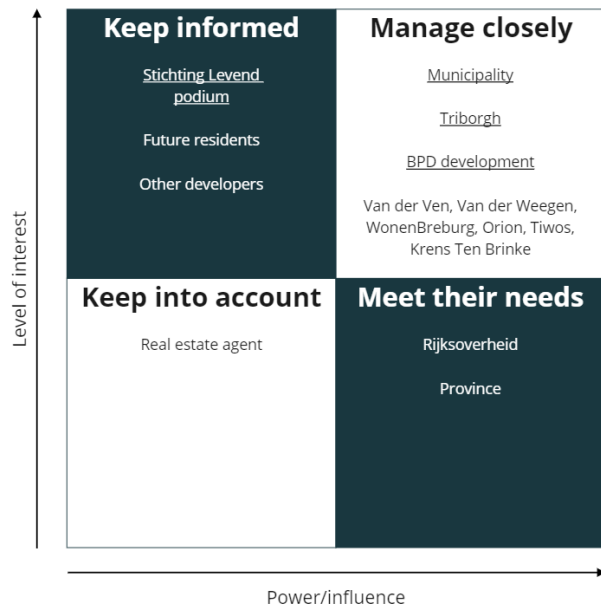 Level of interest
Keep informed
Stichting Levend
podium
Future residents
Other developers
Manage closely
Municipality
Triborgh
BPD development
Van der Ven, Van der Weegen,
WonenBreburg, Orion, Tiwos,
Krens Ten Brinke
Keep into account
Real estate agent
Meet their needs
Rijksoverheid
Province
Power/influence